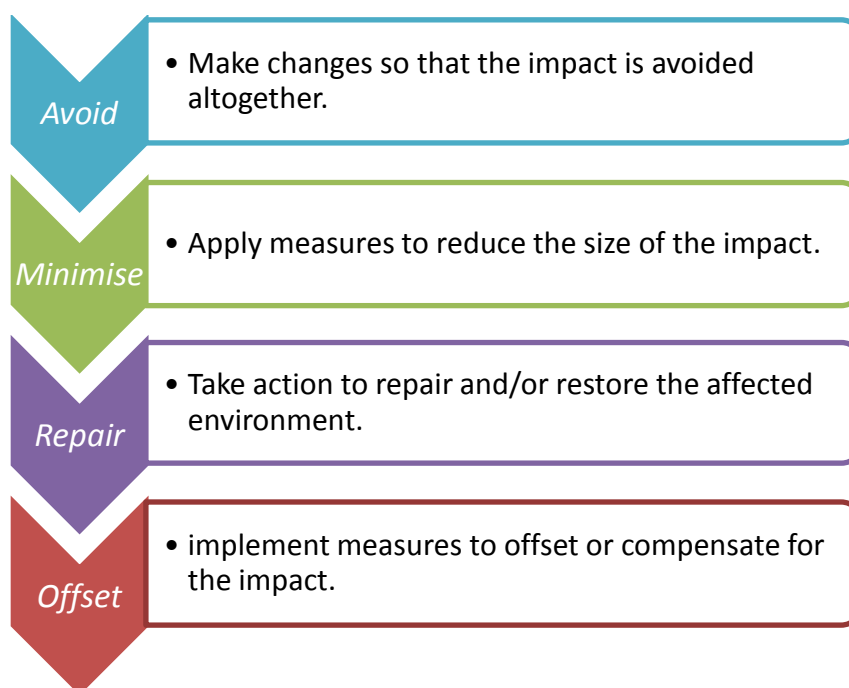 Avoid
• Make changes so that the impact is avoided
altogether.
Minimise
• Apply measures to reduce the size of the impact.
Repair
• Take action to repair and/or restore the affected
environment.
Offset
• implement measures to offset or compensate for
the impact.